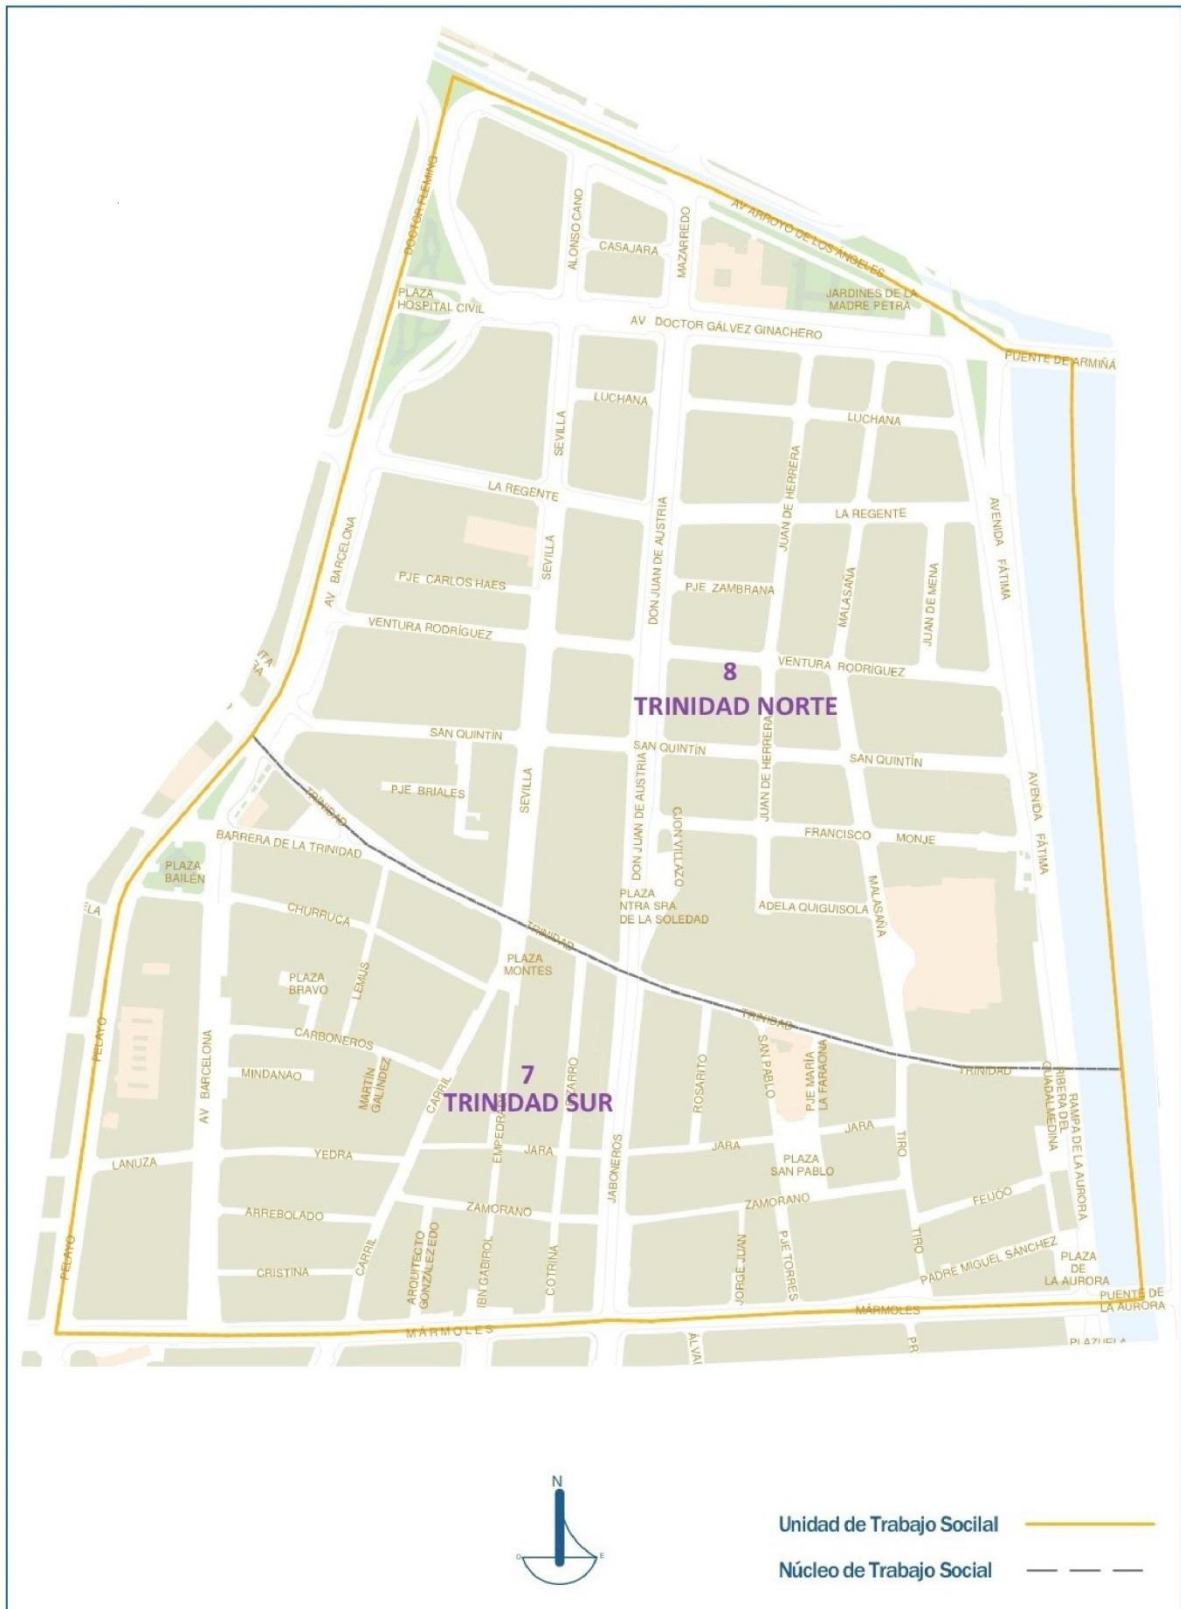 DOCTOR FLEMING
ALONSO CANO
CASAJARA
MAZARREDO
AV ARROYO DE LOS ÁNGELES
PLAZA
HOSPITAL CIVIL
JARDINES DE LA
MADRE PETRA
AV DOCTOR GÁLVEZ GINACHERO
PUENTE DE ARMIÑÁ
LUCHANA
LUCHANA
SEVILLA
JUAN DE HERRERA
LA REGENTE
LA REGENTE
AV BARCELONA
SEVILLA
DON JUAN DE AUSTRIA
AVENIDA FÁTIMA
PJE CARLOS HAES
PJE ZAMBRANA
MALASAÑA
JUAN DE MENA
VENTURA RODRÍGUEZ
VENTURA RODRÍGUEZ
8
TRINIDAD NORTE
SAN QUINTÍN
SAN QUINTÍN
SAN QUINTÍN
JUAN DE HERRERA
PJE BRIALES
SEVILLA
DON JUAN DE AUSTRIA
AVENIDA FÁTIMA
TRINIDAD
GJON VILLAZO
FRANCISCO MONJE
BARRERA DE LA TRINIDAD
PLAZA
BAILÉN
ELA
CHURRUCA
PLAZA
NTRA SRA
DE LA SOLEDAD
ADELA QUIGUISOLA
MALASAÑA
TRINIDAD
PLAZA
MONTES
PLAZA
BRAVO
LEMUS
TRINIDAD
PELAYO
AV BARCELONA
CARBONEROS
MINDANAO
MARTÍN
GALÍNDEZ
CARRIL
7
TRINIDAD SUR
ROSARITO
SAN PABLO
PJE MARÍA
LA FARAONA
TRINIDAD
RIBERA DEL
GUADALMEDINA
RAMPA DE LA AURORA
LANUZA
YEDRA
JARA
JARA
JARA
TIRO
JABONEROS
PLAZA
SAN PABLO
ARREBOLADO
ZAMORANO
ZAMORANO
FEIJÓO
PELAYO
CRISTINA
CARRIL
ARQUITECTO
GONZÁLEZ EDO
IBN GABIROL
COTRINA
JORGE JUAN
PJE TORRES
TIRO
PADRE MIGUEL SÁNCHEZ
PLAZA
DE
LA AURORA
PUENTE DE
LA AURORA
MÁRMOLES
MÁRMOLES
PR
N
O
E
Unidad de Trabajo Socilal
Núcleo de Trabajo Social